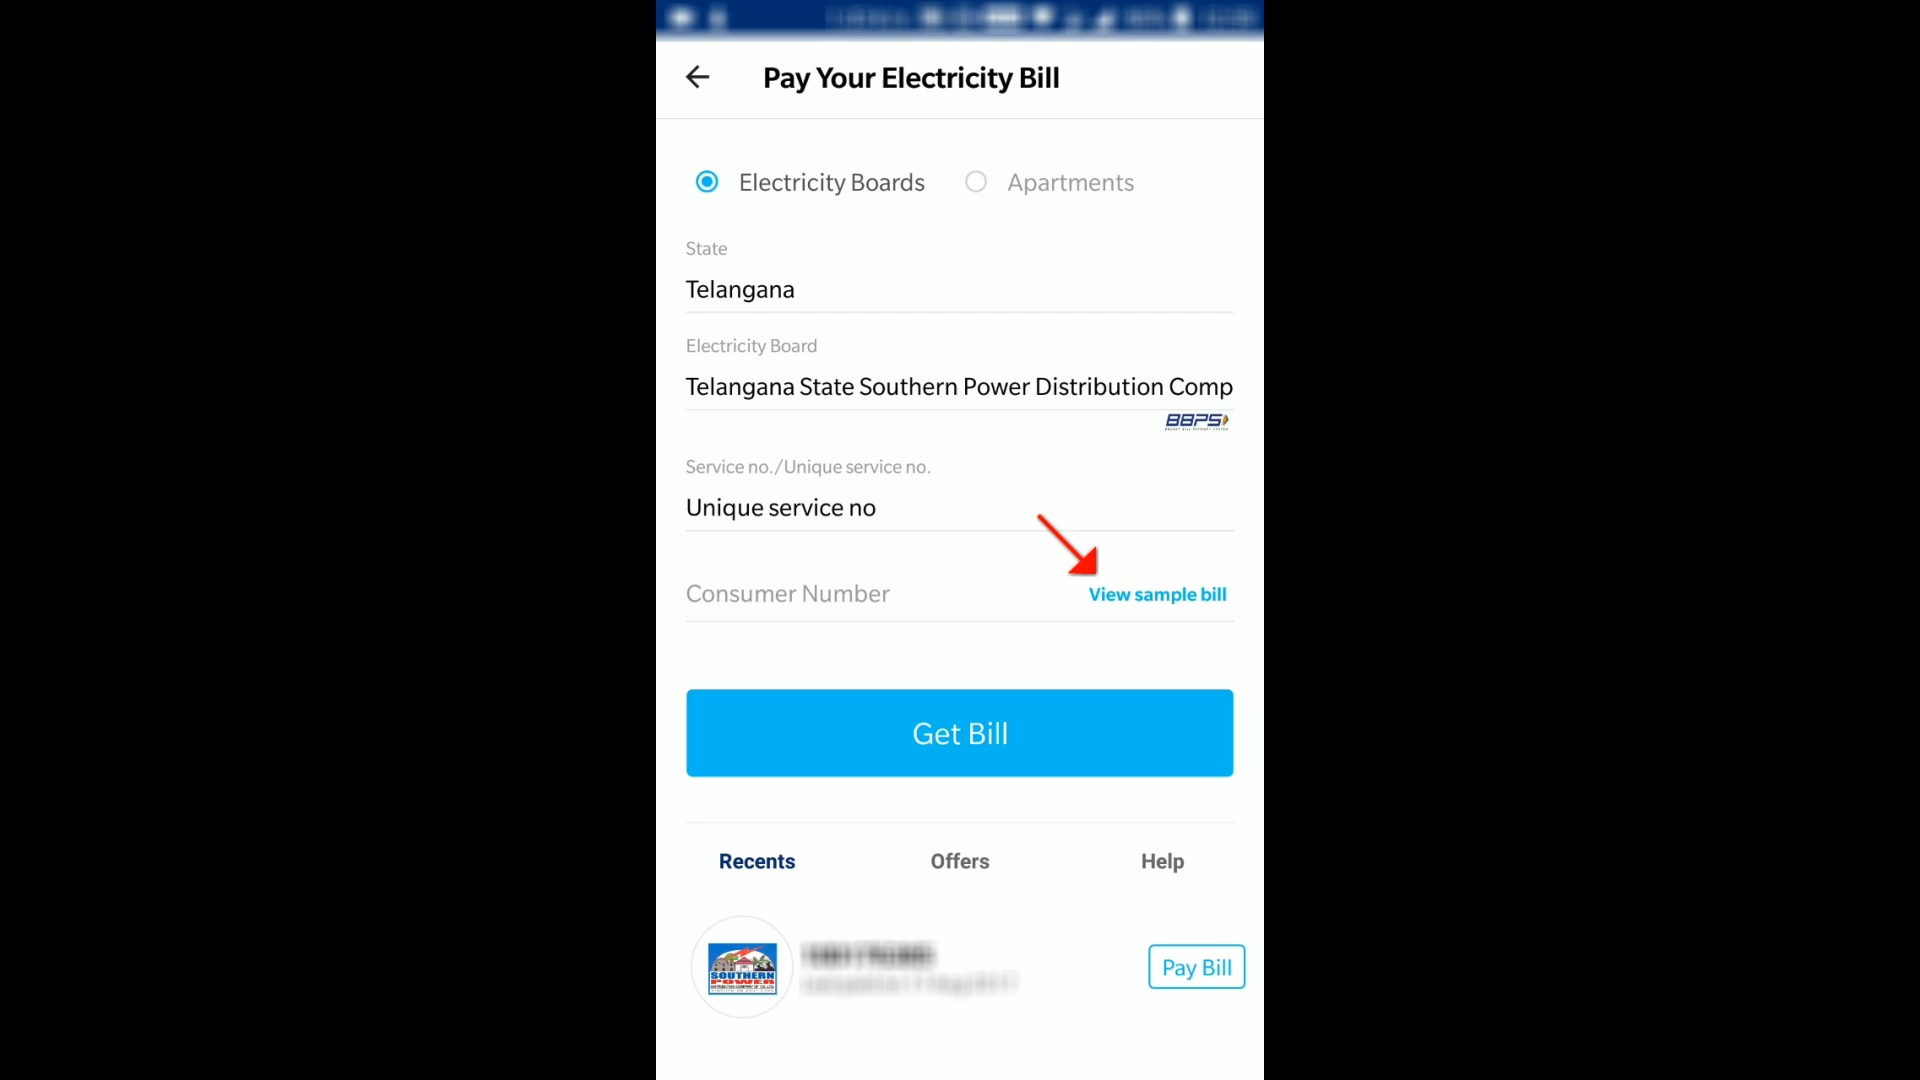 Pay Your Electricity Bill
Electricity Boards Apartments
State
Telangana
Electricity Board
Telangana State Southern Power Distribution Comp
BBPS
Service no./Unique service no.
Unique service no
Consumer Number View sample bill
Get Bill
Recents Offers Help
SOUTHERN
POWER
Pay Bill